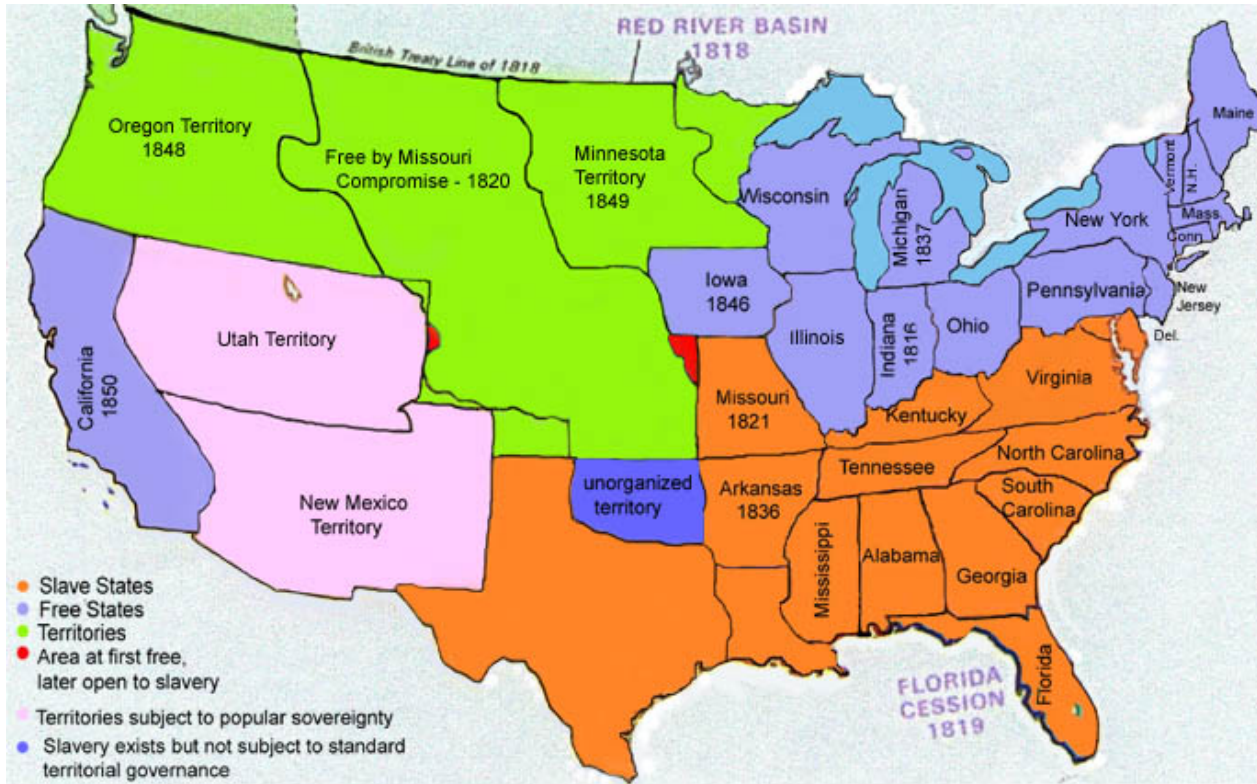 RED RIVER BASIN
1818
British Treaty Line of 1818
Oregon Territory
1848
Free by Missouri
Compromise - 1820
Minnesota
Territory
1849
Wisconsin
Michigan
1837
Maine
Vermont
N.H.
New York
Mass.
Conn
Iowa
1846
Pennsylvania
New
Jersey
Utah Territory
Illinois
Indiana
1816
Ohio
Del.
California
1850
Missouri
1821
Kentucky
Virginia
Tennessee
North Carolina
New Mexico
Territory
unorganized
territory
Arkansas
1836
South
Carolina
Mississippi
Alabama
Georgia
Florida
FLORIDA
CESSION
1819
Slave States
Free States
Territories
Area at first free,
later open to slavery
Territories subject to popular sovereignty
Slavery exists but not subject to standard
territorial governance